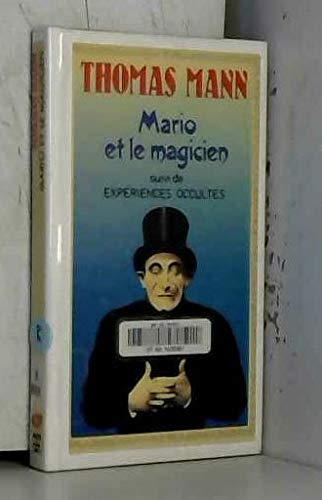 THOMAS MANN
Mario
et le magicien
suivi de
EXPERIENCES OCCULTES